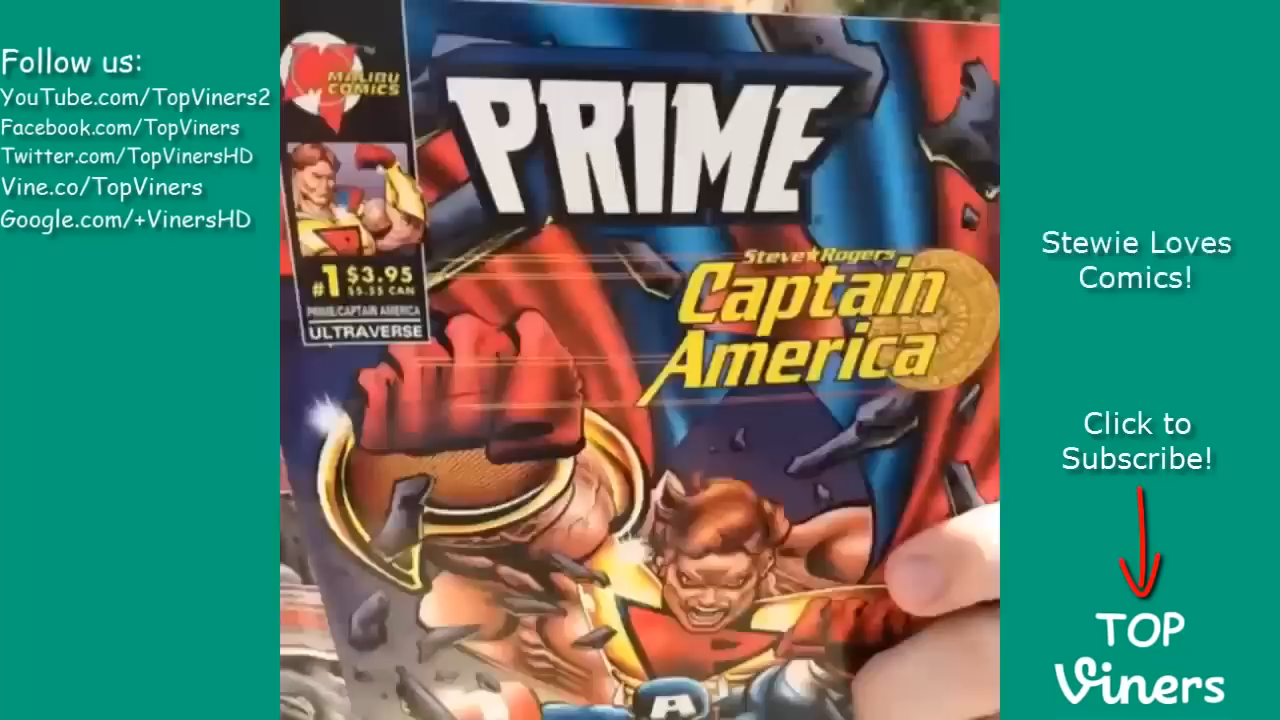 Follow us:
YouTube.com/TopViners2
Facebook.com/TopViners
Twitter.com/TopVinersHD
Vine.co/TopViners
Google.com/+VinersHD
MALIBU
COMICS
PRIME
#1 $3.95
$5.55 CAN
PRIME/CAPTAIN AMERICA
ULTRAVERSE
Steve★Rogers
Captain
America
P
A
Stewie Loves
Comics!
Click to
Subscribe!
TOP
Viners